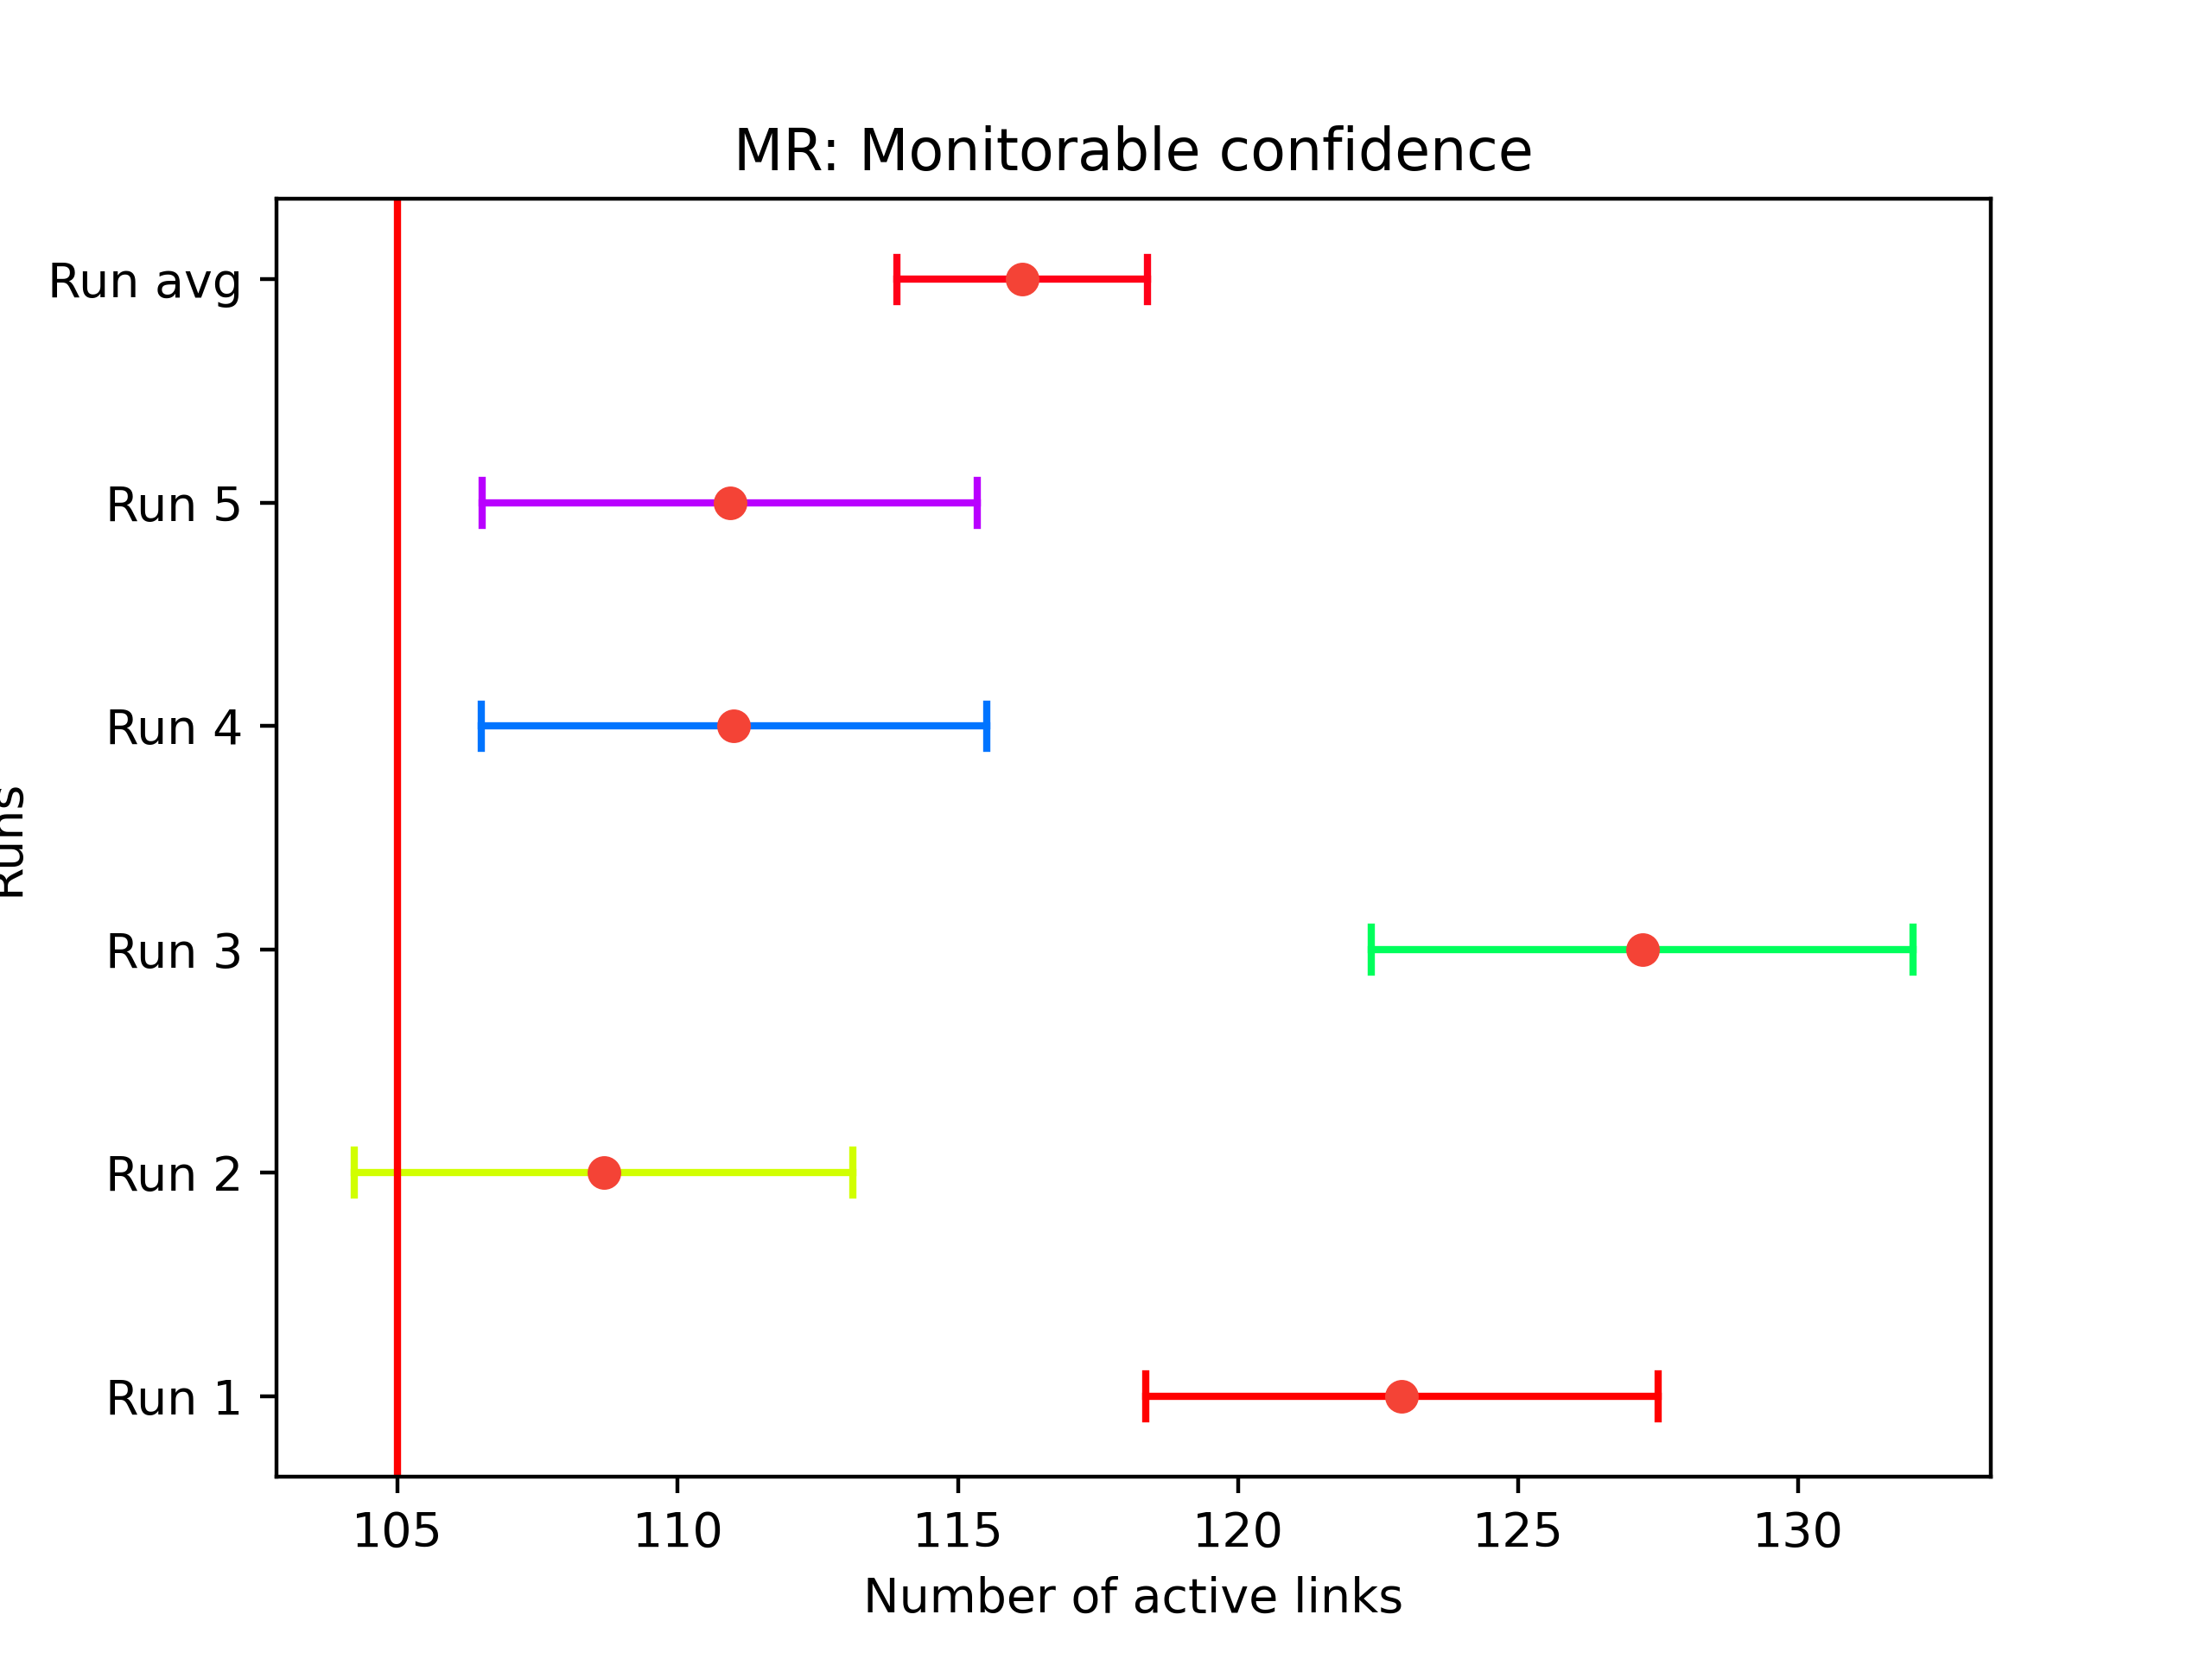 MR: Monitorable confidence
Run avg
Run 5
Run 4
Runs
Run 3
Run 2
Run 1
105 110 115 120 125 130
Number of active links